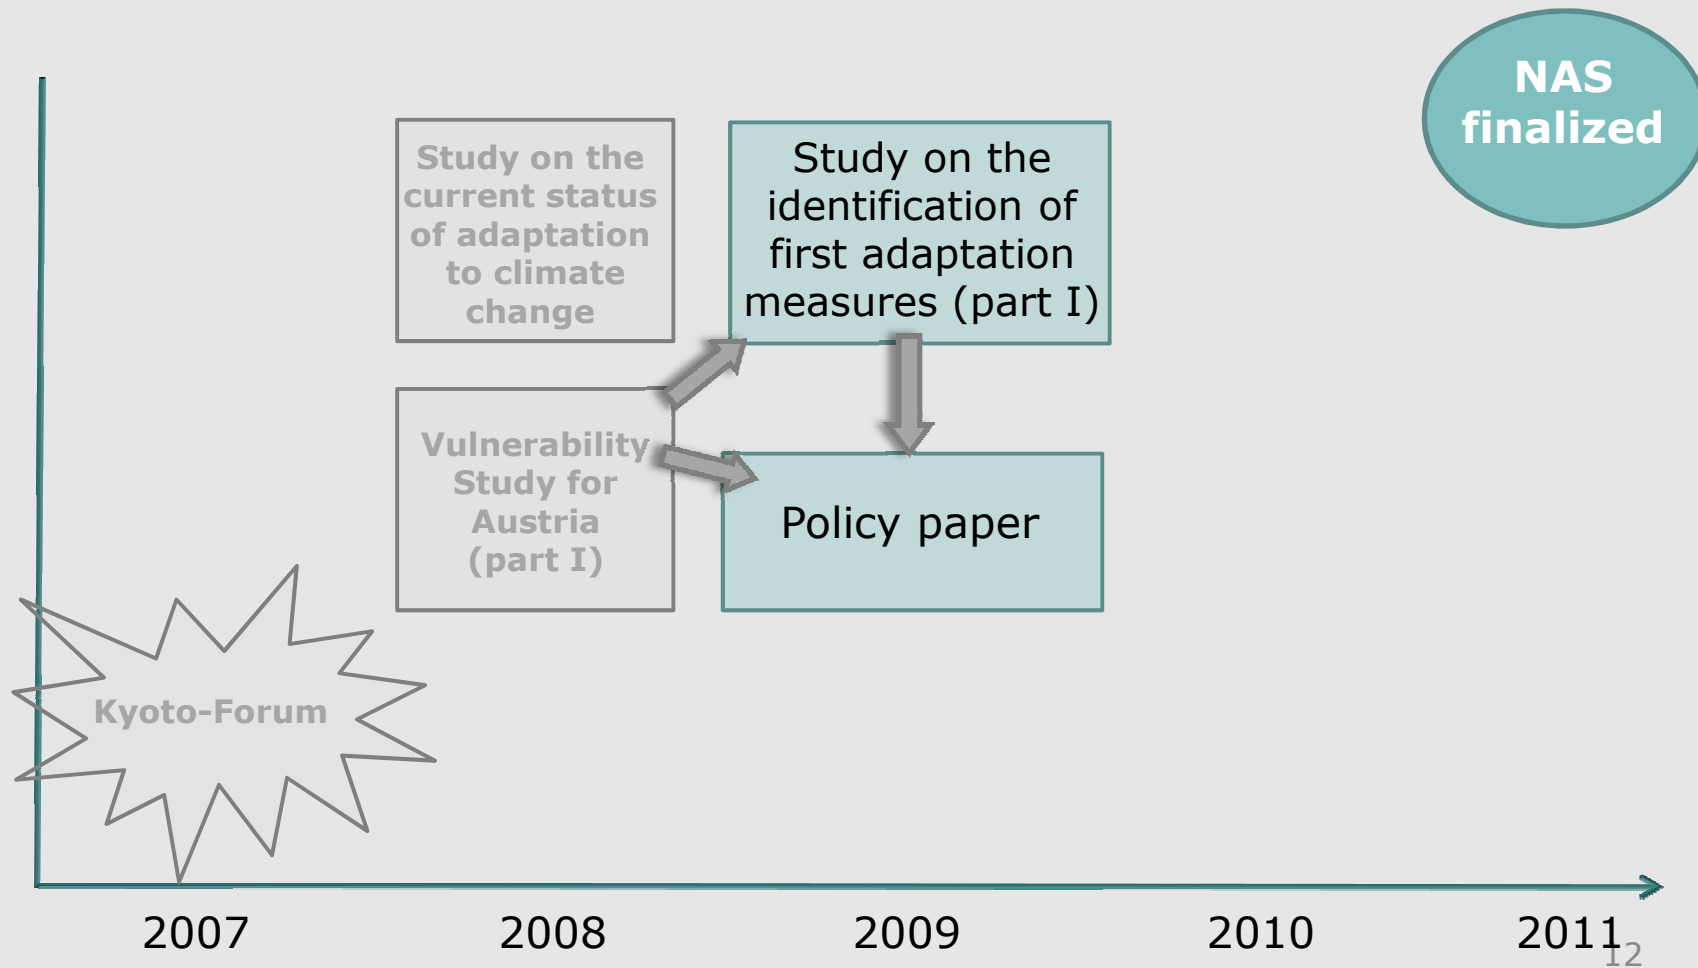 NAS
finalized
Study on the
current status
of adaptation
to climate
change
Study on the
identification of
first adaptation
measures (part I)
Vulnerability
Study for
Austria
(part I)
Policy paper
Kyoto-Forum
2007
2008
2009
2010
2011
12